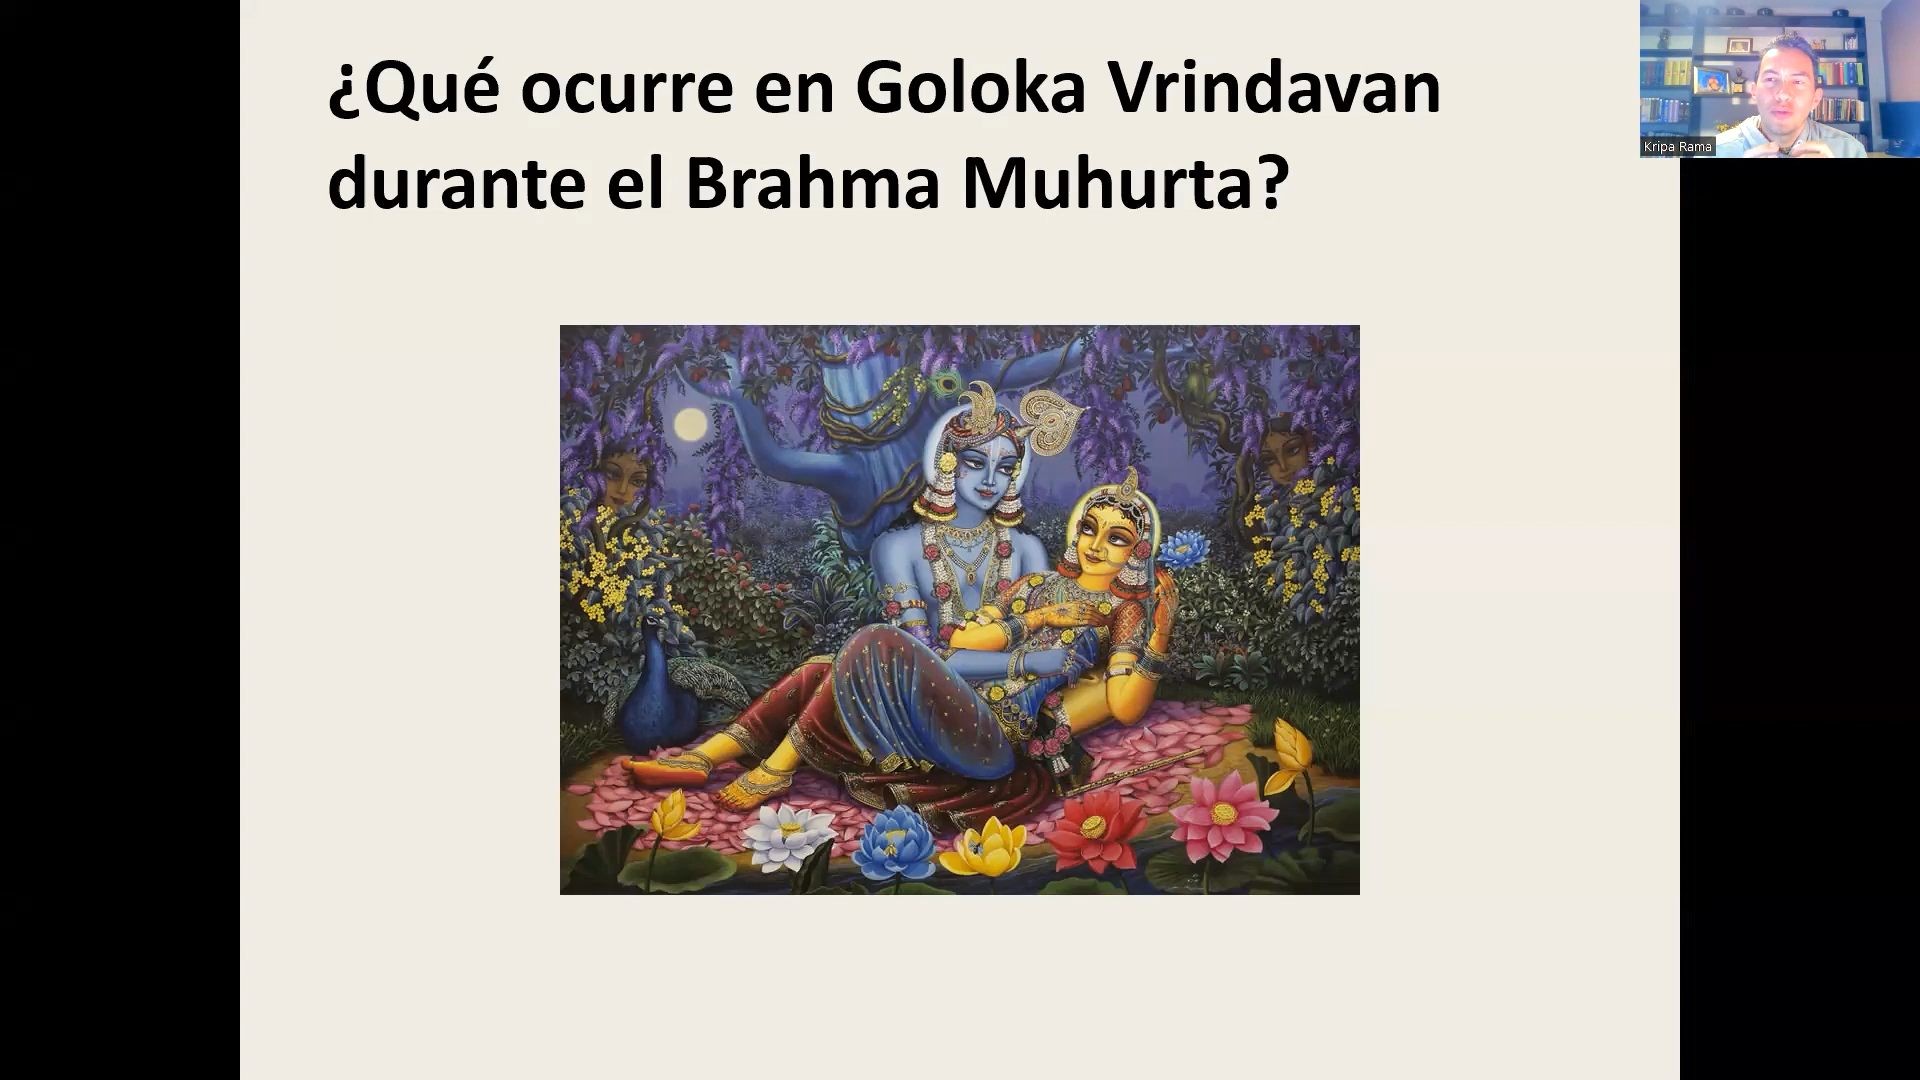 ¿Qué ocurre en Goloka Vrindavan
durante el Brahma Muhurta?
Kripa Rama